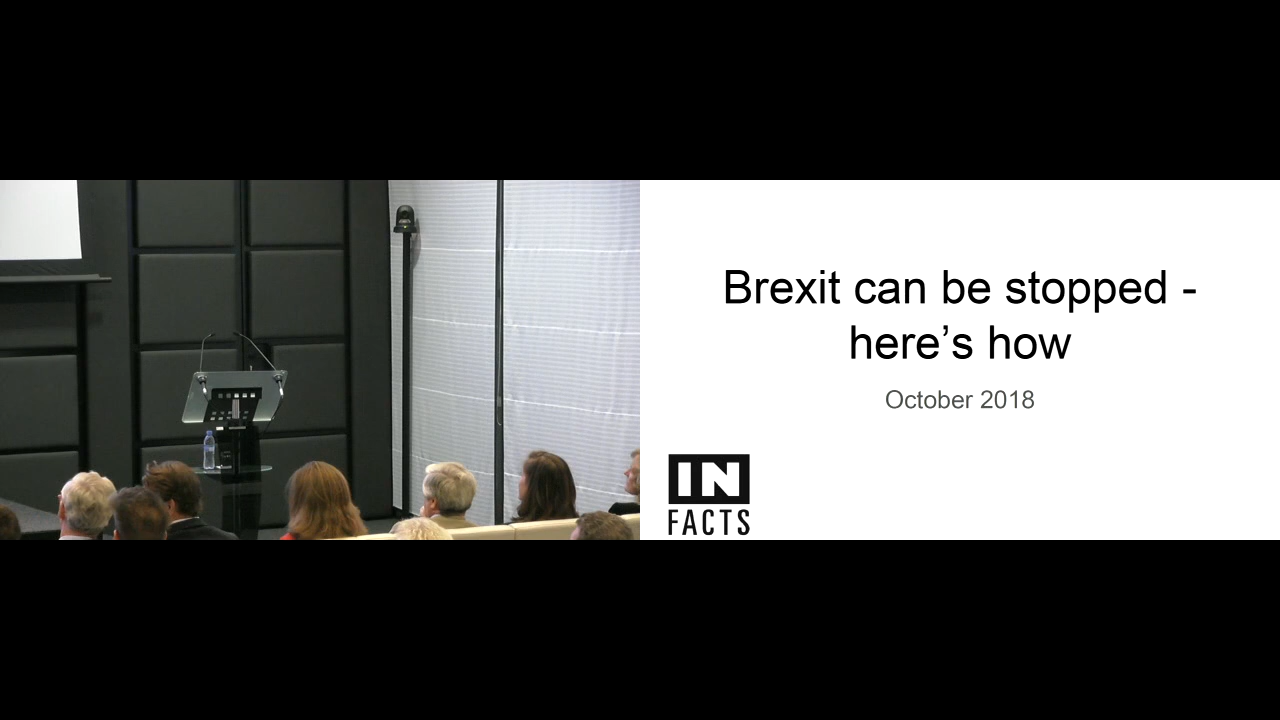 Brexit can be stopped -
here’s how
October 2018
IN
FACTS